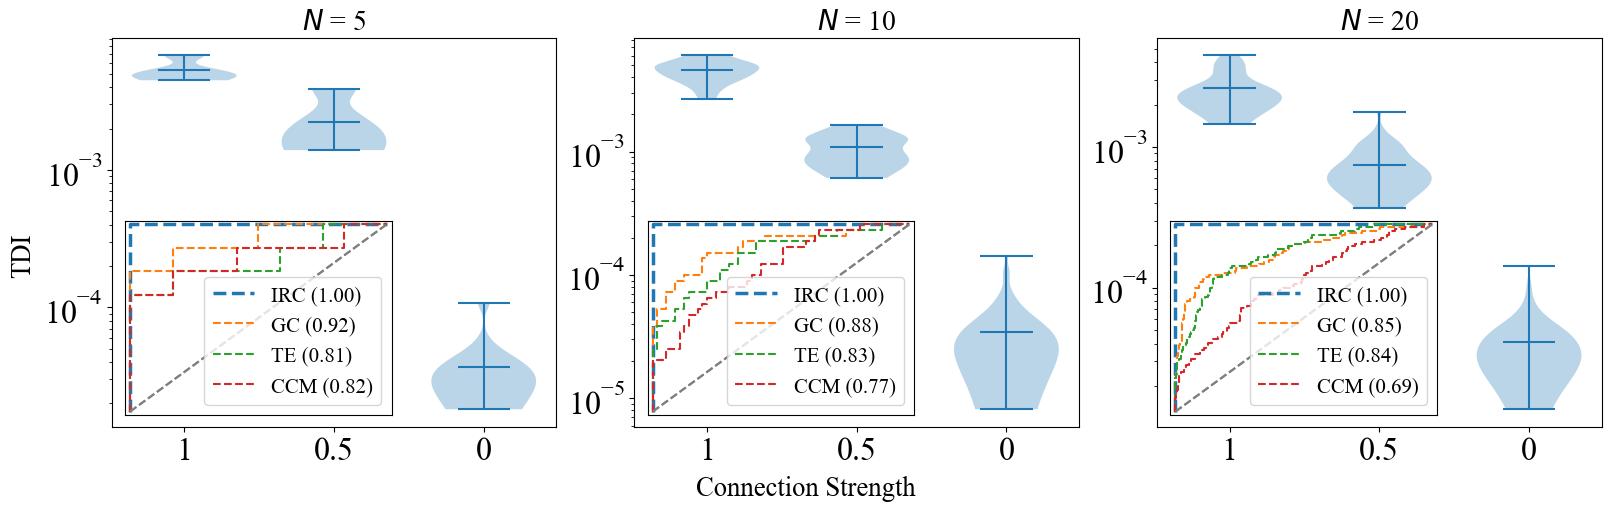 N = 5
N = 10
N = 20
TDI
10⁻³
10⁻⁴
IRC (1.00)
GC (0.92)
TE (0.81)
CCM (0.82)
1
0.5
0
10⁻³
10⁻⁴
10⁻⁵
IRC (1.00)
GC (0.88)
TE (0.83)
CCM (0.77)
1
0.5
0
10⁻³
10⁻⁴
IRC (1.00)
GC (0.85)
TE (0.84)
CCM (0.69)
1
0.5
0
Connection Strength